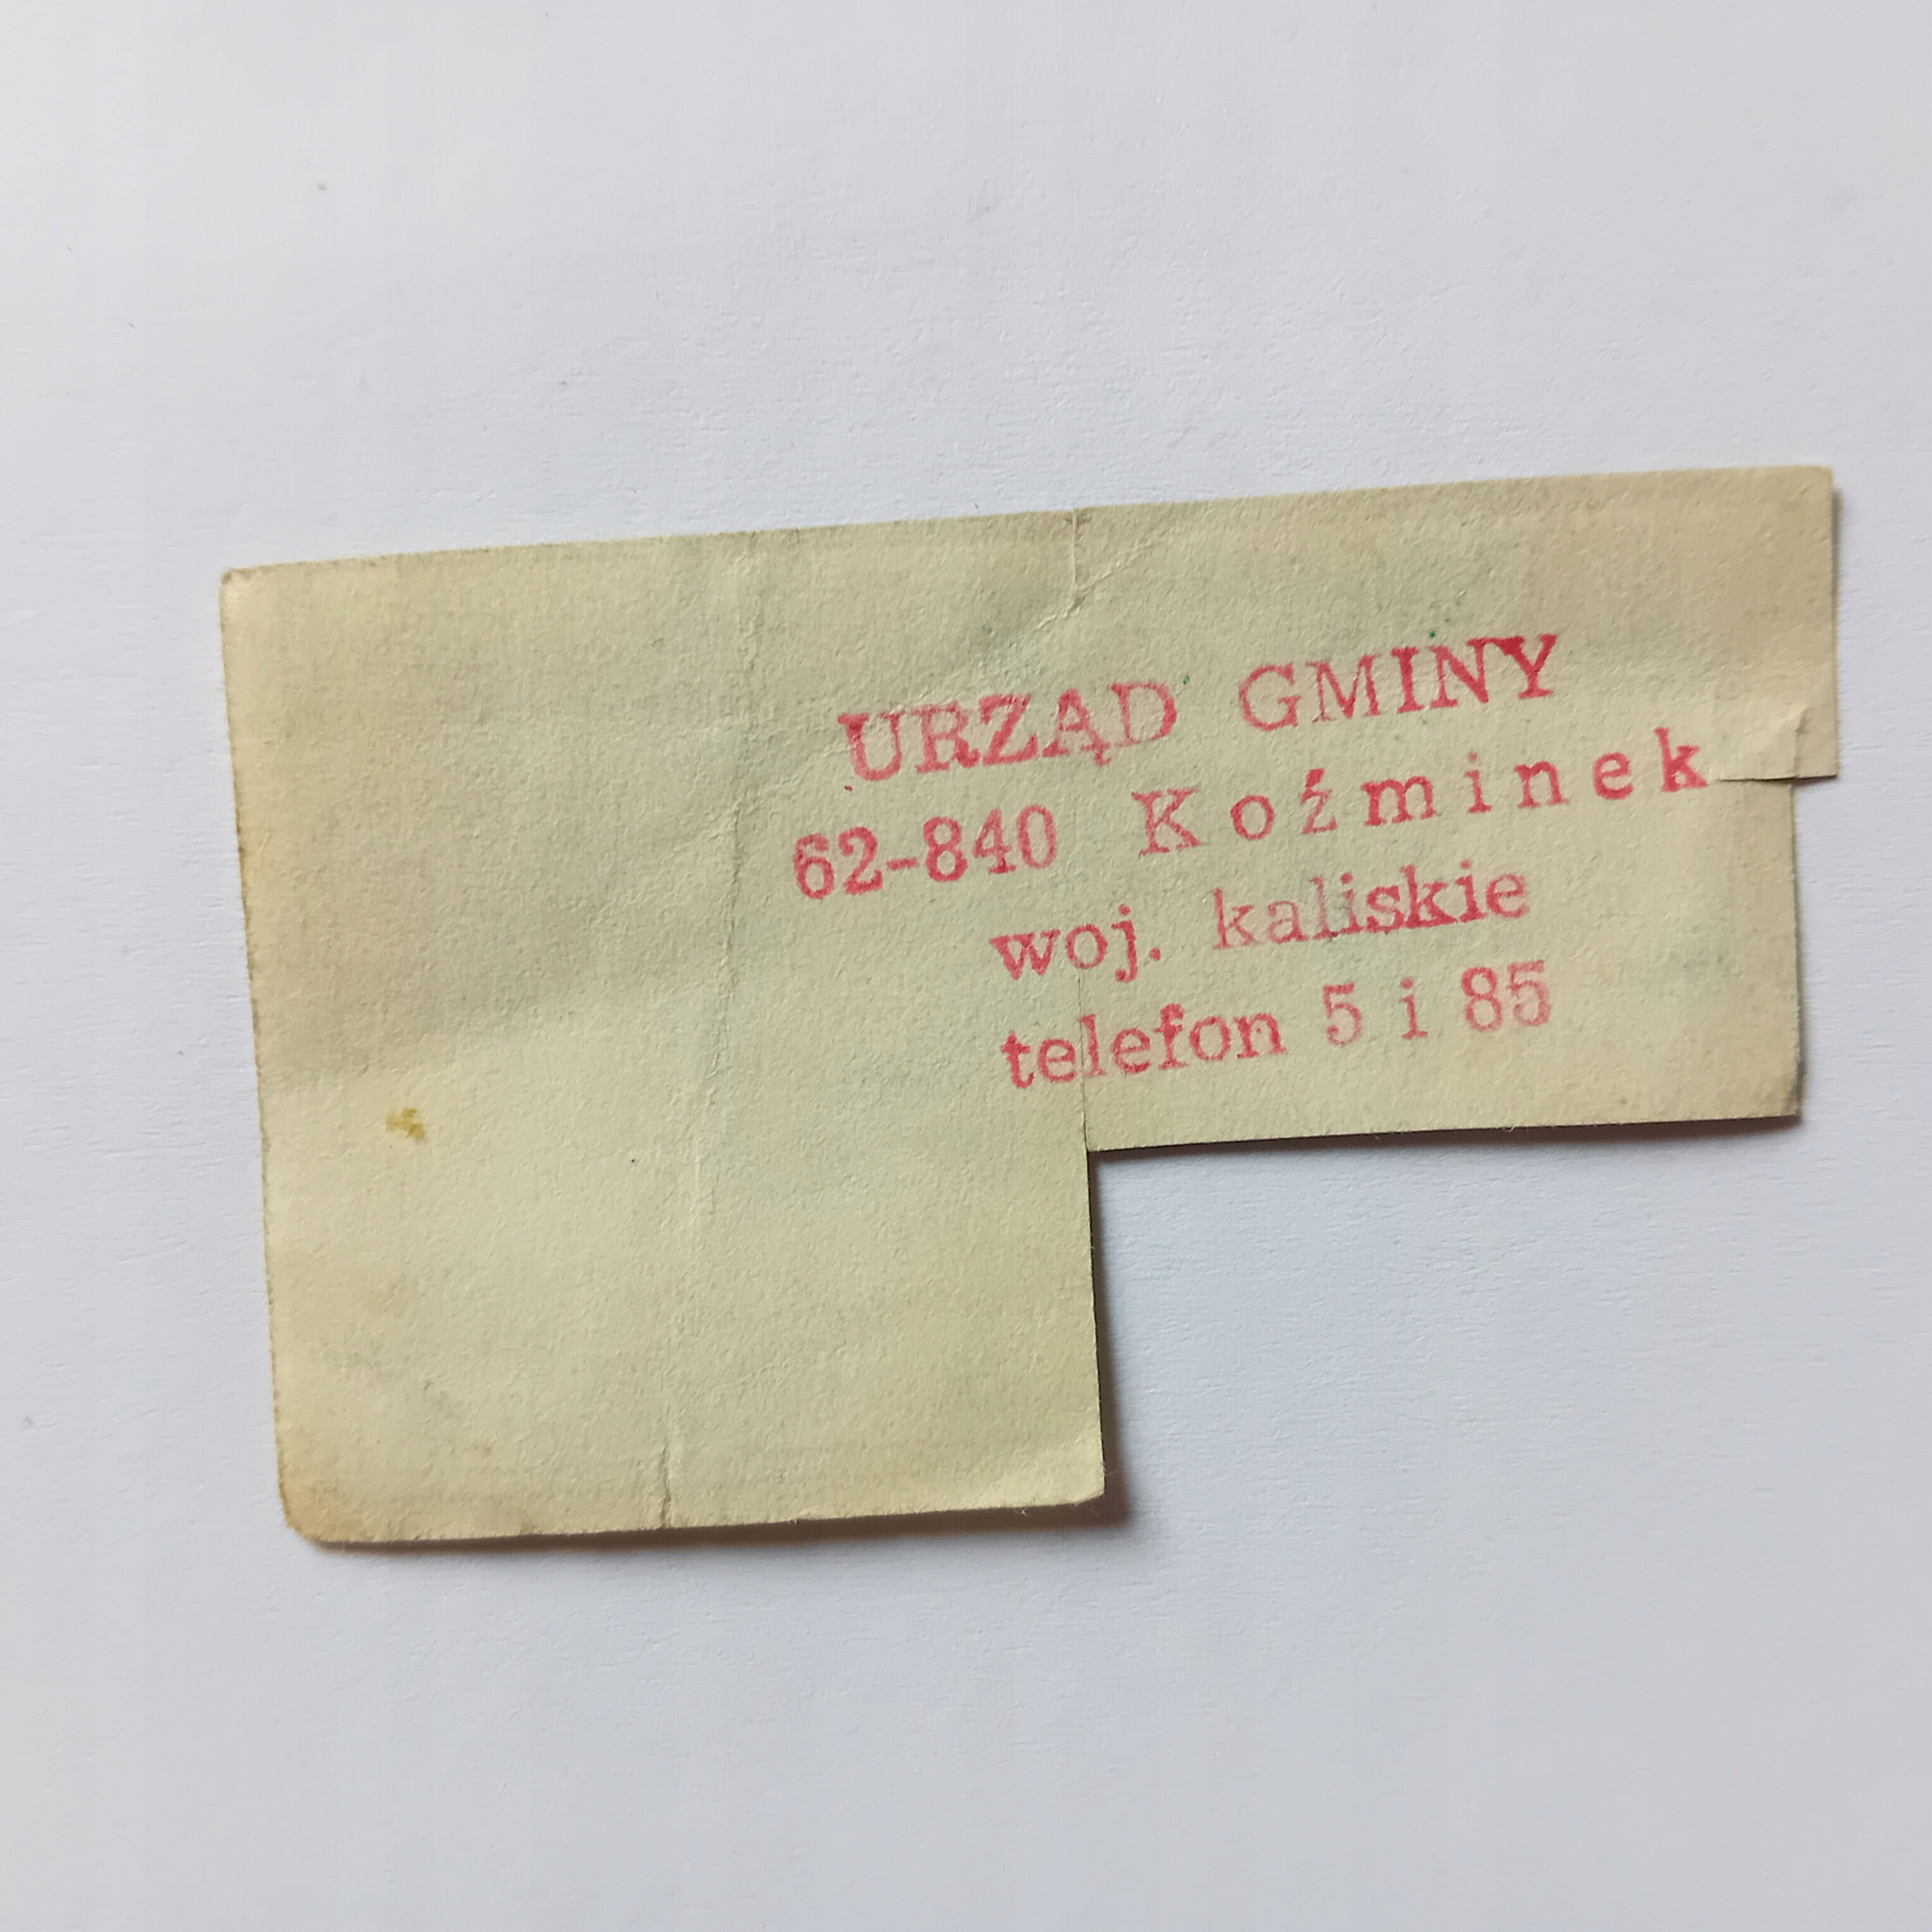 URZĄD GMINY
62-840 Koźminek
woj. kaliskie
telefon 5 i 85